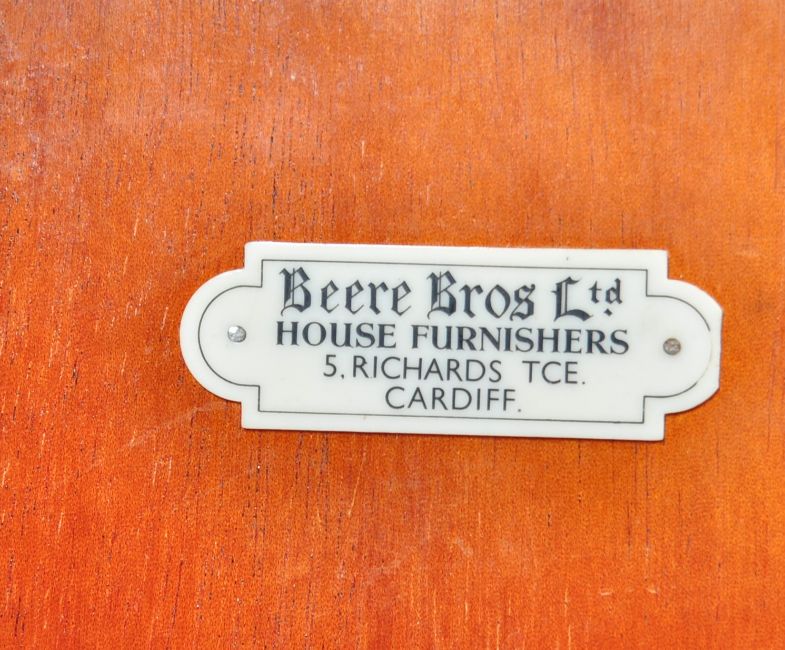 Beere Bros Ltd.
HOUSE FURNISHERS
5, RICHARDS TCE.
CARDIFF.